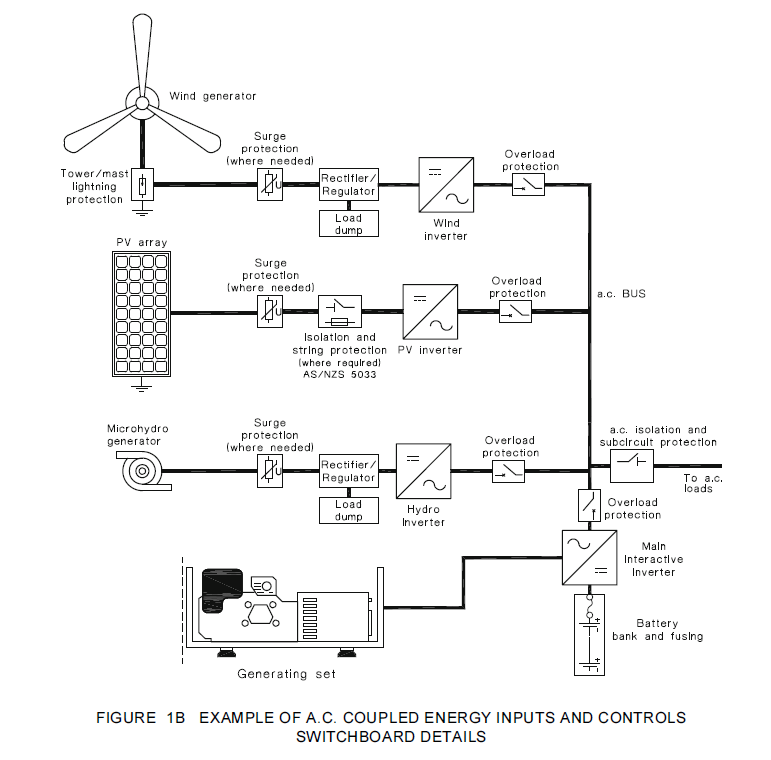 Wind generator
Surge
protection
(where needed)
Overload
protection
Tower/mast
lightning
protection
U
Rectifier/
Regulator
Load
dump
Wind
inverter
PV array
Surge
protection
(where needed)
Overload
protection
a.c. BUS
U
Isolation and
string protection
(where required)
AS/NZS 5033
PV inverter
Microhydro
generator
Surge
protection
(where needed)
Overload
protection
a.c. isolation and
subcircuit protection
U
Rectifier/
Regulator
To a.c.
loads
Load
dump
Hydro
Inverter
Overload
protection
Main
Interactive
Inverter
Battery
bank and fusing
Generating set
FIGURE 1B EXAMPLE OF A.C. COUPLED ENERGY INPUTS AND CONTROLS
SWITCHBOARD DETAILS